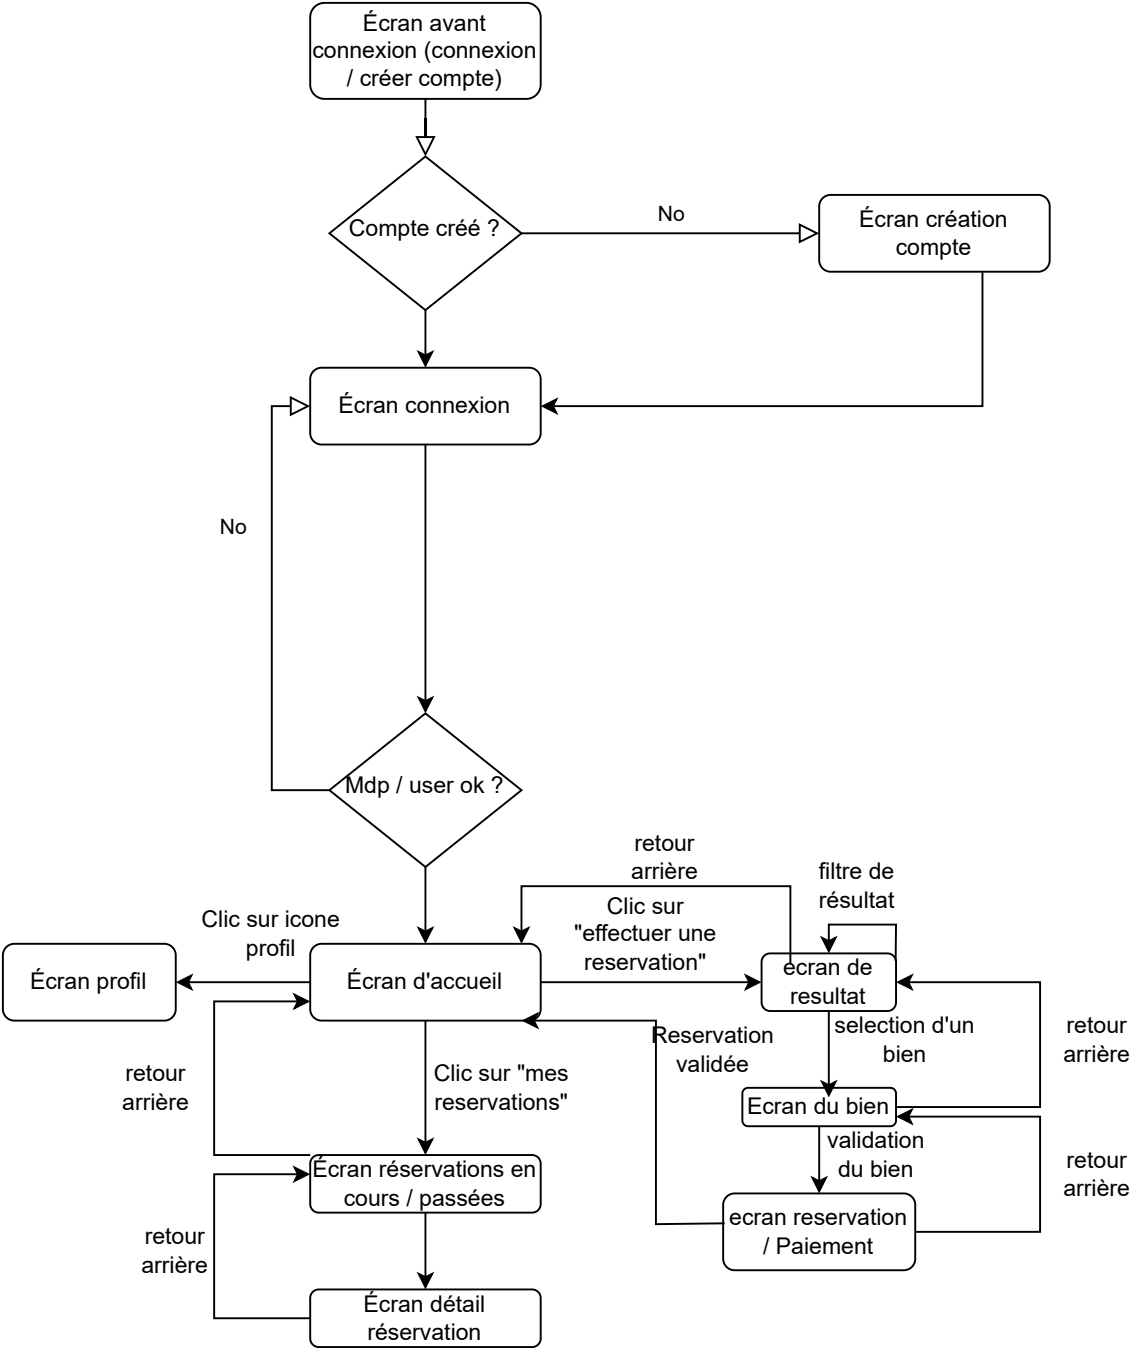 Écran avant
connexion (connexion
/ créer compte)
Compte créé ?
No
Écran création
compte
Écran connexion
No
Mdp / user ok ?
retour
arrière
filtre de
résultat
Clic sur icone
profil
Clic sur
"effectuer une
reservation"
Écran profil
Écran d'accueil
ecran de
resultat
Reservation
validée
selection d'un
bien
retour
arrière
retour
arrière
Clic sur "mes
reservations"
Ecran du bien
validation
du bien
retour
arrière
Écran réservations en
cours / passées
ecran reservation
/ Paiement
retour
arrière
Écran détail
réservation